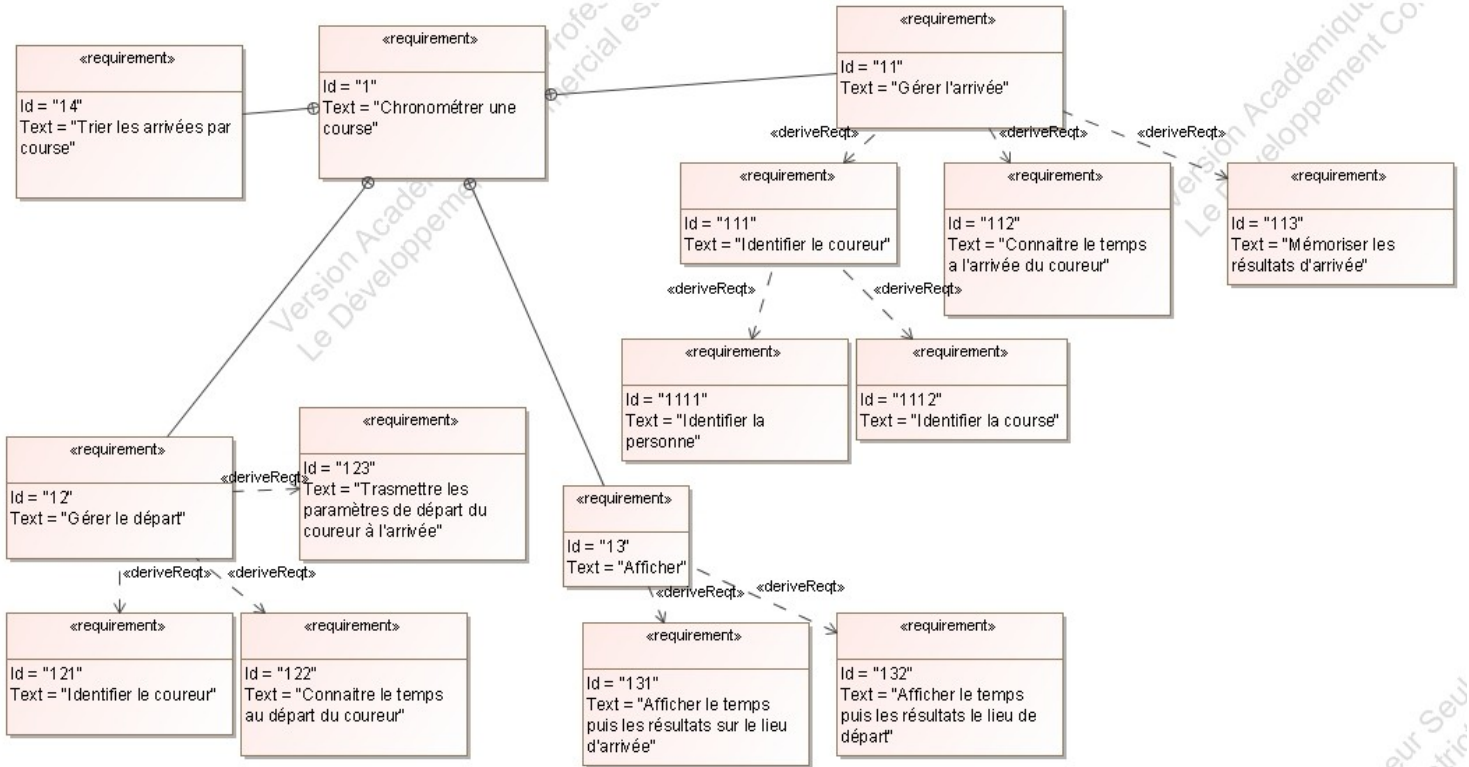 «requirement»
Id = "14"
Text = "Trier les arrivées par
course"
«requirement»
Id = "1"
Text = "Chronométrer une
course"
«requirement»
Id = "11"
Text = "Gérer l'arrivée"
«deriveReqt»
«deriveReqt»
«deriveReqt»
«requirement»
Id = "111"
Text = "Identifier le coureur"
«requirement»
Id = "112"
Text = "Connaitre le temps
a l'arrivée du coureur"
«requirement»
Id = "113"
Text = "Mémoriser les
résultats d'arrivée"
«deriveReqt»
«deriveReqt»
«requirement»
Id = "1111"
Text = "Identifier la
personne"
«requirement»
Id = "1112"
Text = "Identifier la course"
«requirement»
Id = "12"
Text = "Gérer le départ"
«deriveReqt»
«requirement»
Id = "123"
Text = "Trasmettre les
paramètres de départ du
coureur à l'arrivée"
«requirement»
Id = "13"
Text = "Afficher"
«deriveReqt»
«deriveReqt»
«deriveReqt»
«deriveReqt»
«requirement»
Id = "121"
Text = "Identifier le coureur"
«requirement»
Id = "122"
Text = "Connaitre le temps
au départ du coureur"
«requirement»
Id = "131"
Text = "Afficher le temps
puis les résultats sur le lieu
d'arrivée"
«requirement»
Id = "132"
Text = "Afficher le temps
puis les résultats le lieu de
départ"
Version Académique
Le Développement